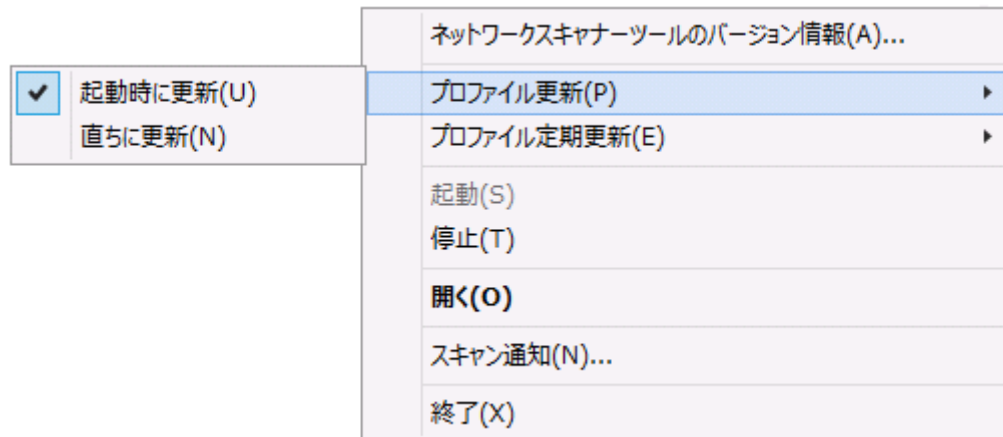 ネットワークスキャナーツールのバージョン情報(A)...
プロファイル更新(P)
起動時に更新(U)
直ちに更新(N)
プロファイル定期更新(E)
起動(S)
停止(T)
開く(O)
スキャン通知(N)...
終了(X)